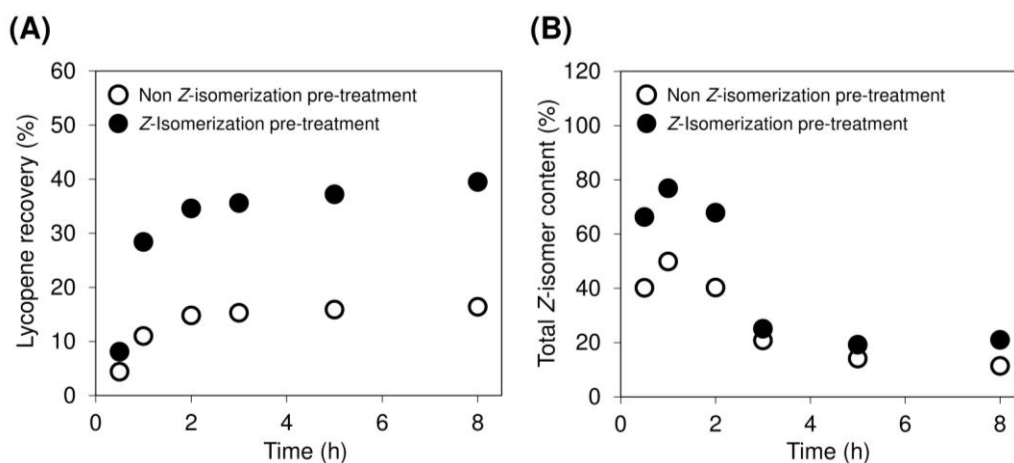 (A)
60
50
40
30
20
10
0
Lycopene recovery (%)
Non Z-isomerization pre-treatment
Z-Isomerization pre-treatment
0 2 4 6 8
Time (h)
(B)
120
100
80
60
40
20
0
Total Z-isomer content (%)
Non Z-isomerization pre-treatment
Z-Isomerization pre-treatment
0 2 4 6 8
Time (h)